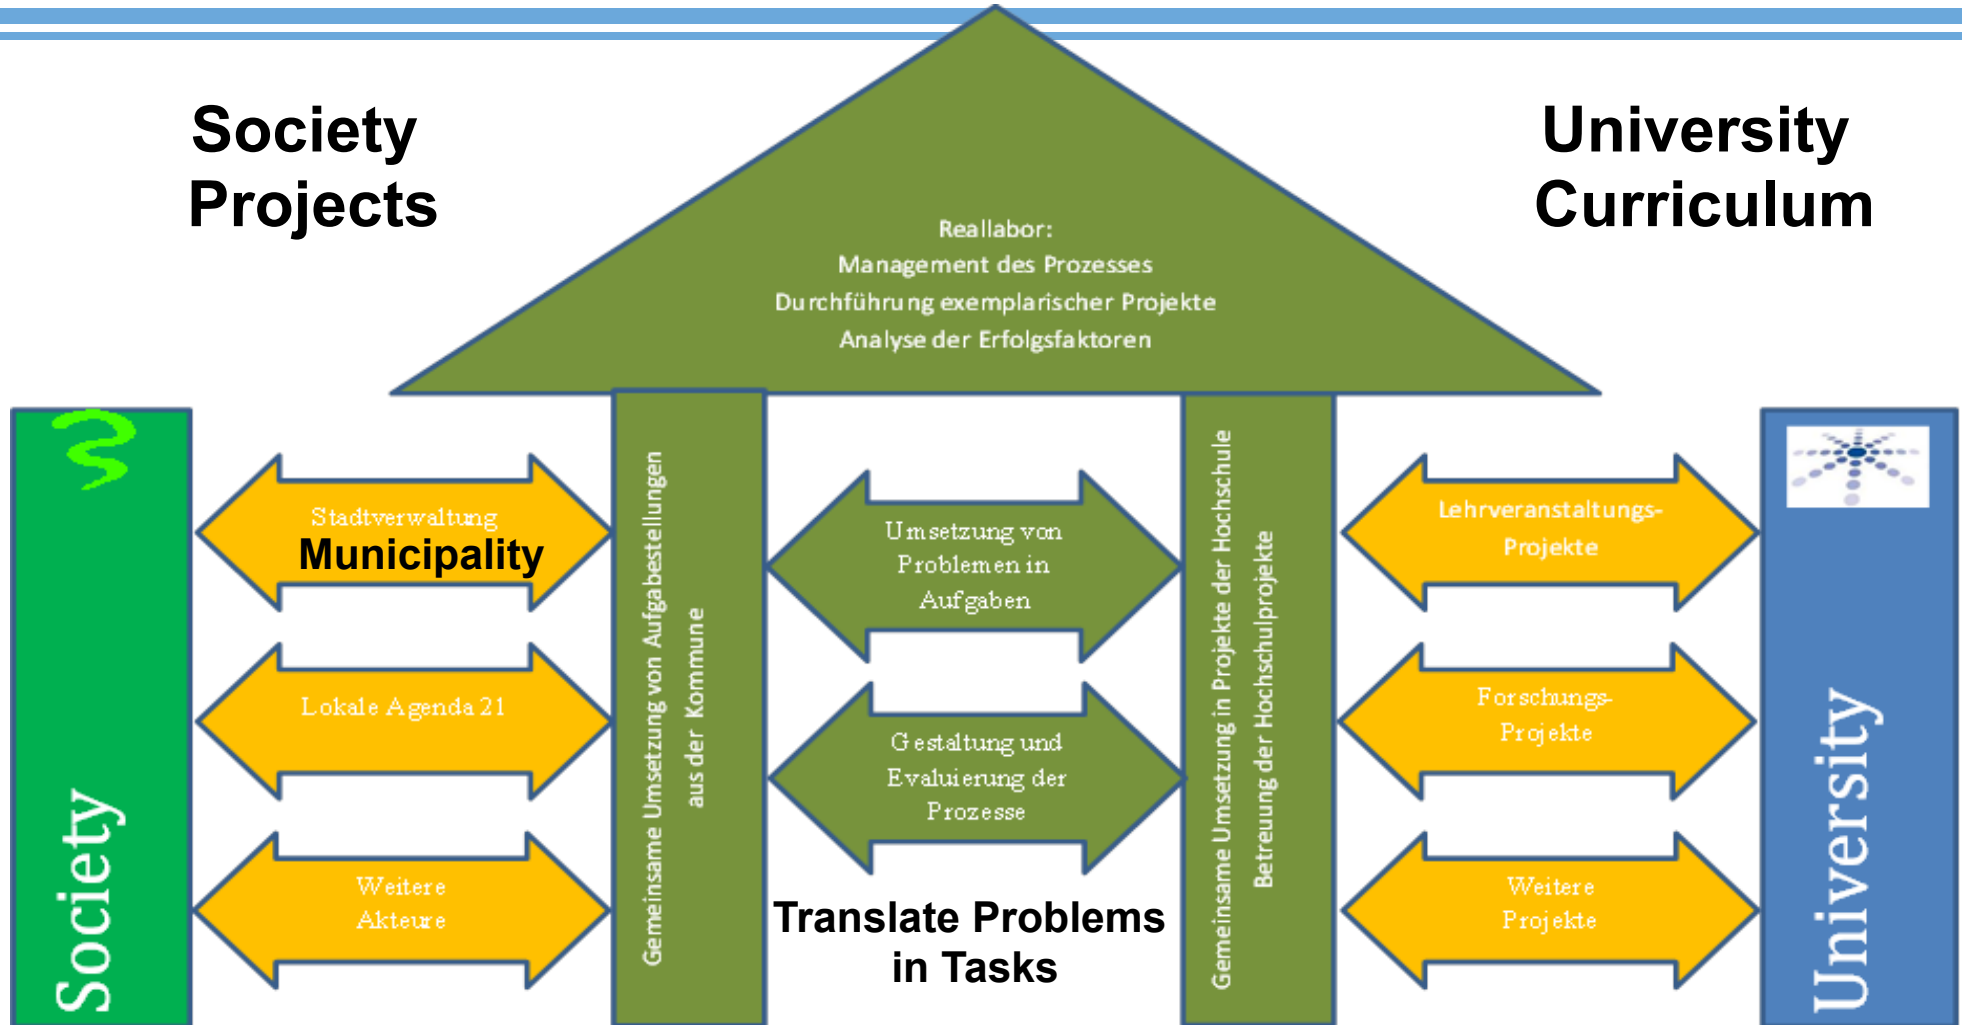 Society
Projects
University
Curriculum
Reallabor:
Management des Prozesses
Durchführung exemplarischer Projekte
Analyse der Erfolgsfaktoren
Society
Stadtverwaltung
Municipality
Lokale Agenda 21
Weitere
Akteure
Gemeinsame Umsetzung von Aufgabestellungen
aus der Kommune
Umsetzung von
Problemen in
Aufgaben
Gestaltung und
Evaluierung der
Prozesse
Translate Problems
in Tasks
Gemeinsame Umsetzung in Projekte der Hochschule
Betreuung der Hochschulprojekte
Lehrveranstaltungs-
Projekte
Forschungs-
Projekte
Weitere
Projekte
University